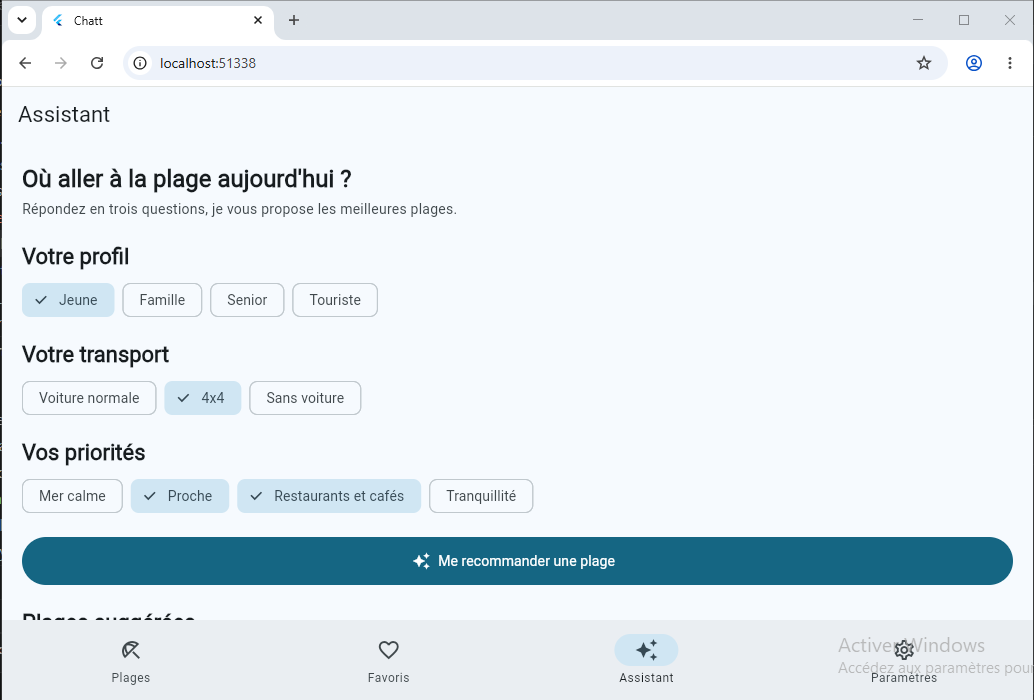 Chatt
localhost:51338
Assistant
Où aller à la plage aujourd'hui ?
Répondez en trois questions, je vous propose les meilleures plages.
Votre profil
Jeune Famille Senior Touriste
Votre transport
Voiture normale 4x4 Sans voiture
Vos priorités
Mer calme Proche Restaurants et cafés Tranquillité
Me recommander une plage
Plages suggérées
Activer Windows
Accédez aux paramètres pour
Plages Favoris Assistant Paramètres